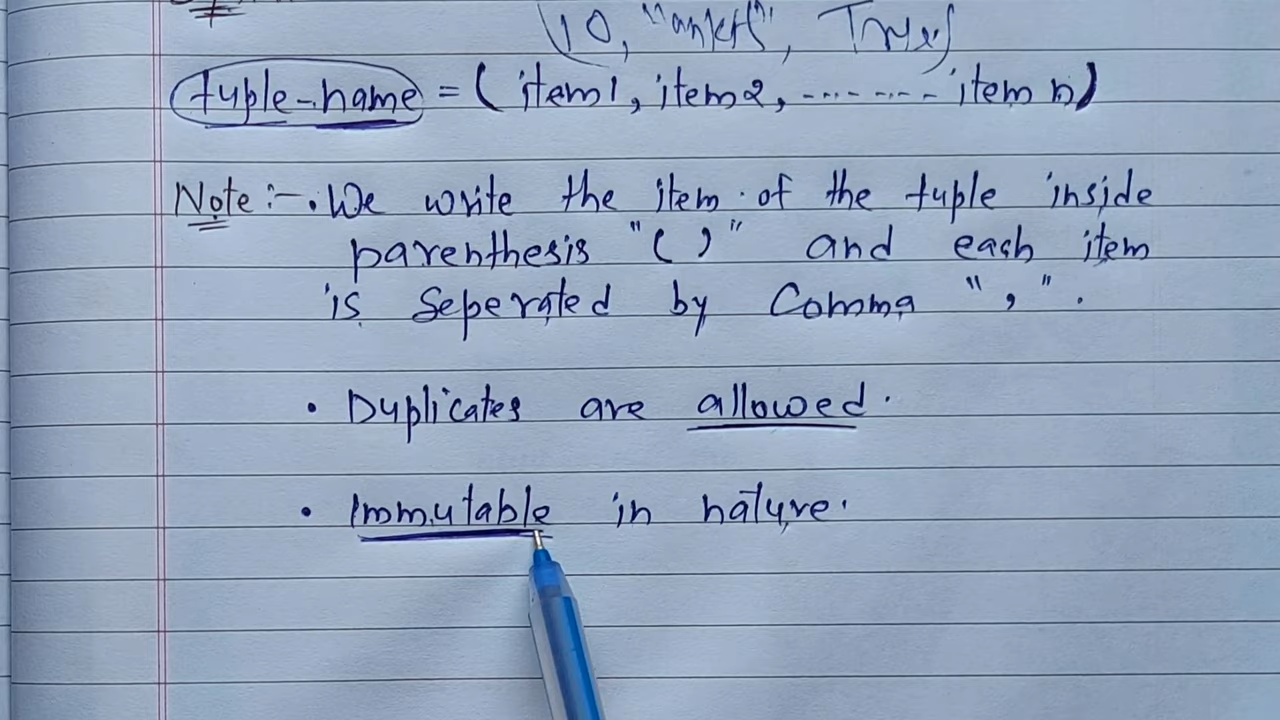 (10, "anki", True)
tuple-name = ( item1, item2, ---- --- - item n)
Note :- . We write the item . of the tuple inside
parenthesis "( )" and each item
is Seperated by Comma " , " .
• Duplicates are allowed .
• Immutable in nature .